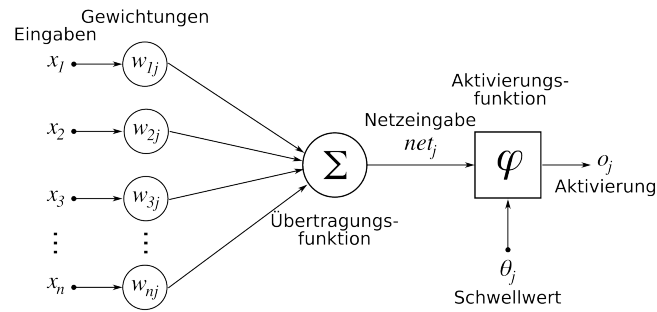 Gewichtungen
Eingaben
x1
w1j
x2
w2j
x3
w3j
⋮
⋮
xn
wnj
Σ
Übertragungs-
funktion
Netzeingabe
netj
Aktivierungs-
funktion
φ
oj
Aktivierung
θj
Schwellwert